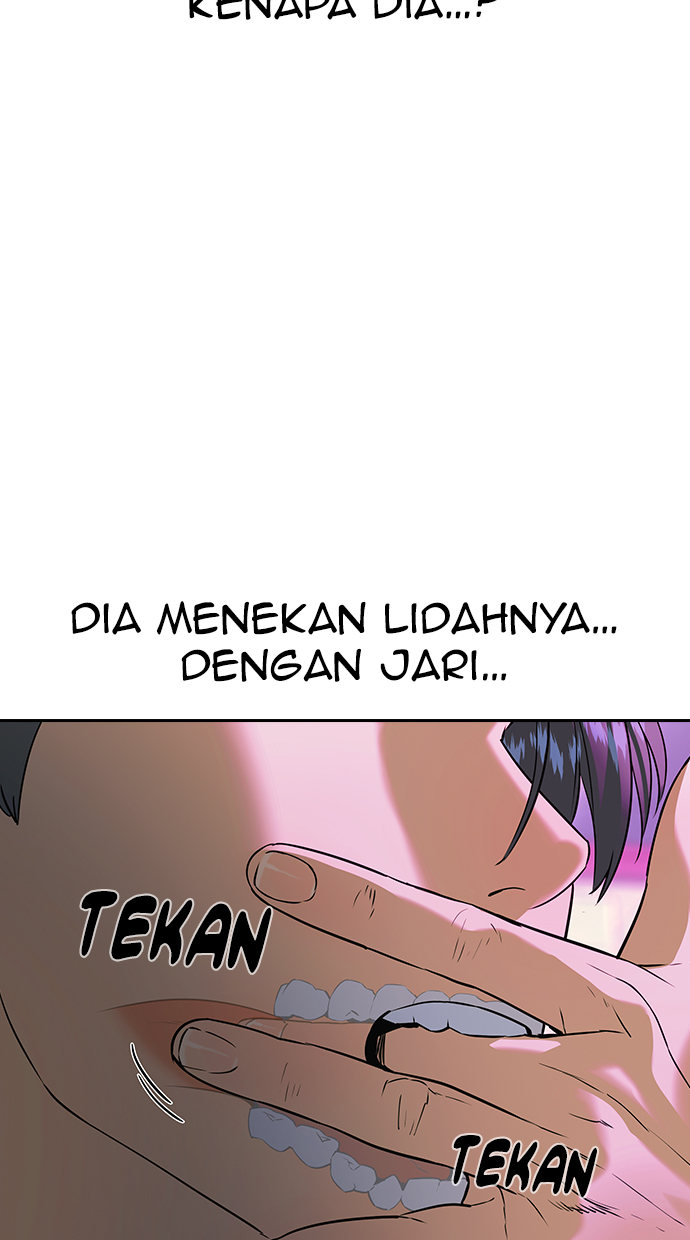 KENAPA DIA...?
DIA MENEKAN LIDAHNYA...
DENGAN JARI...
TEKAN
TEKAN